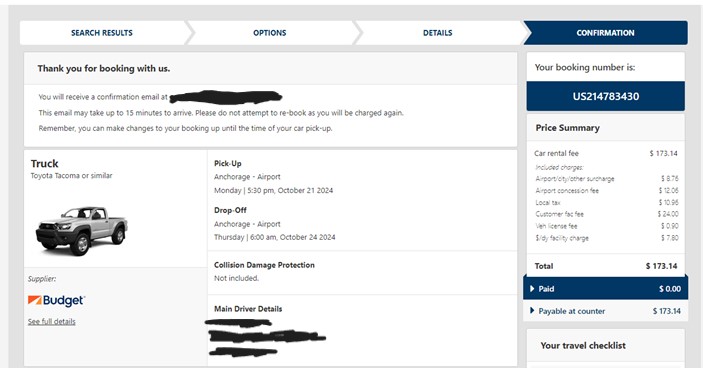 SEARCH RESULTS
OPTIONS
DETAILS
CONFIRMATION
Thank you for booking with us.
You will receive a confirmation email at
This email may take up to 15 minutes to arrive. Please do not attempt to re-book as you will be charged again.
Remember, you can make changes to your booking up until the time of your car pick-up.
Truck
Toyota Tacoma or similar
Supplier:
Budget
See full details
Pick-Up
Anchorage - Airport
Monday | 5:30 pm, October 21 2024
Drop-Off
Anchorage - Airport
Thursday | 6:00 am, October 24 2024
Collision Damage Protection
Not included.
Main Driver Details
Your booking number is:
US214783430
Price Summary
Car rental fee $ 173.14
Included charges:
Airport/city/other surcharge $ 8.76
Airport concession fee $ 12.06
Local tax $ 10.96
Customer fac fee $ 24.00
Veh license fee $ 0.90
$/dy facility charge $ 7.80
Total $ 173.14
Paid $ 0.00
Payable at counter $ 173.14
Your travel checklist